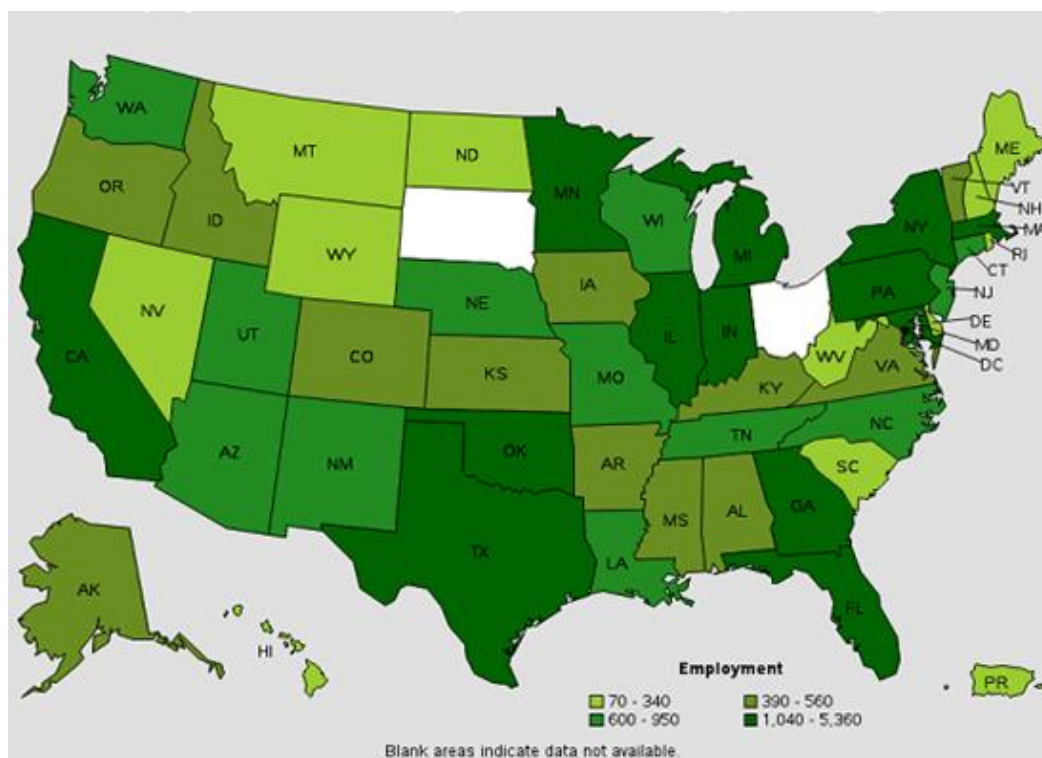 WA
MT
ND
ME
OR
ID
MN
VT
NH
WI
NY
MA
MI
RJ
WY
CT
IA
PA
NJ
NE
NV
DE
UT
IL
IN
MD
CA
CO
WV
VA
DC
KS
MO
KY
NC
TN
AZ
OK
NM
AR
SC
MS
AL
GA
TX
LA
AK
FL
HI
PR
Employment
70 - 340 390 - 560
600 - 950 1,040 - 5,360
Blank areas indicate data not available.